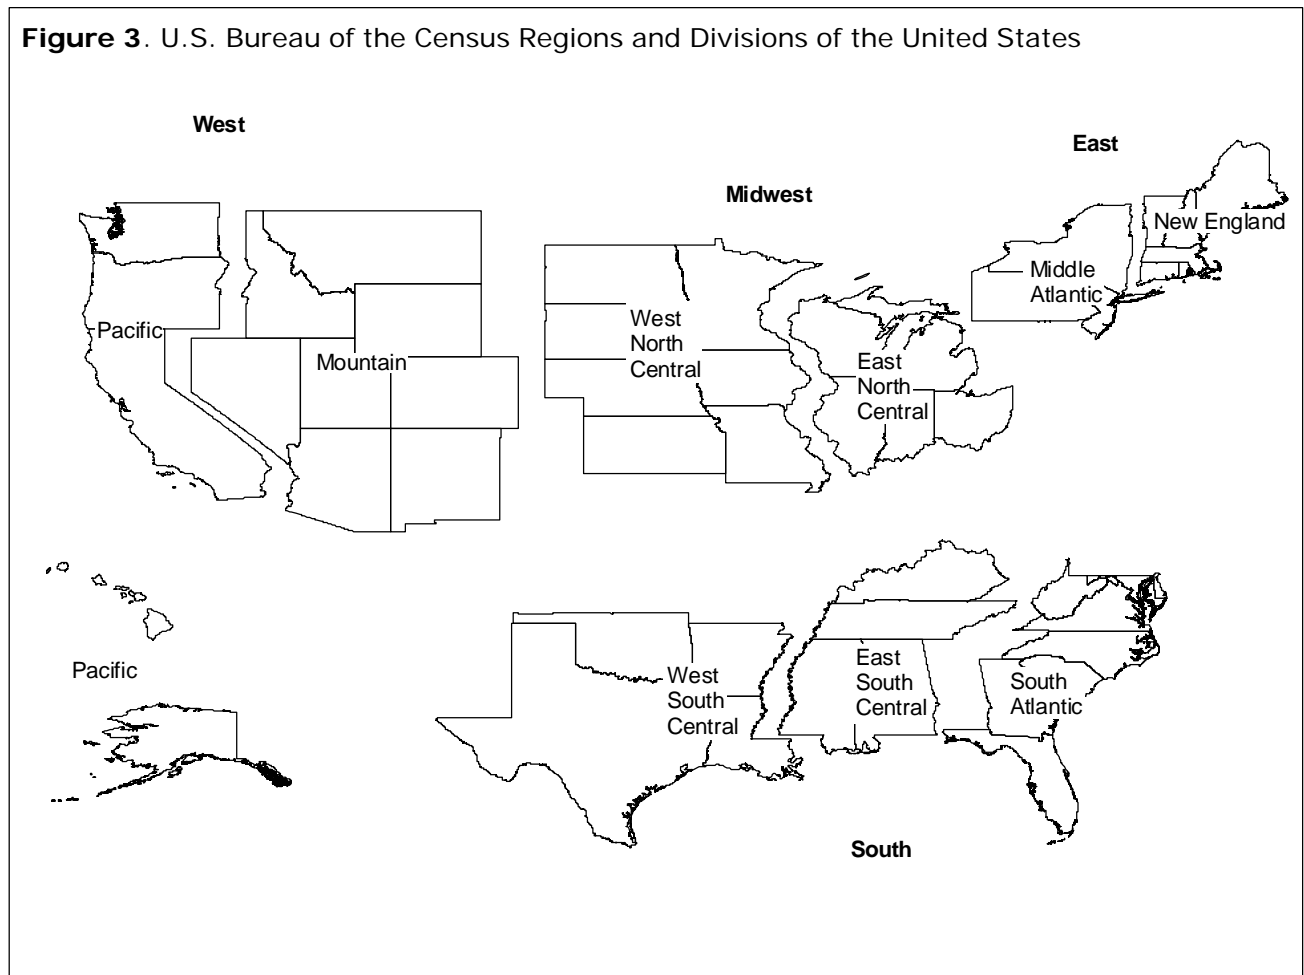 Figure 3. U.S. Bureau of the Census Regions and Divisions of the United States
West
East
Midwest
New England
Middle
Atlantic
Pacific
West
North
Central
Mountain
East
North
Central
Pacific
West
South
Central
East
South
Central
South
Atlantic
South